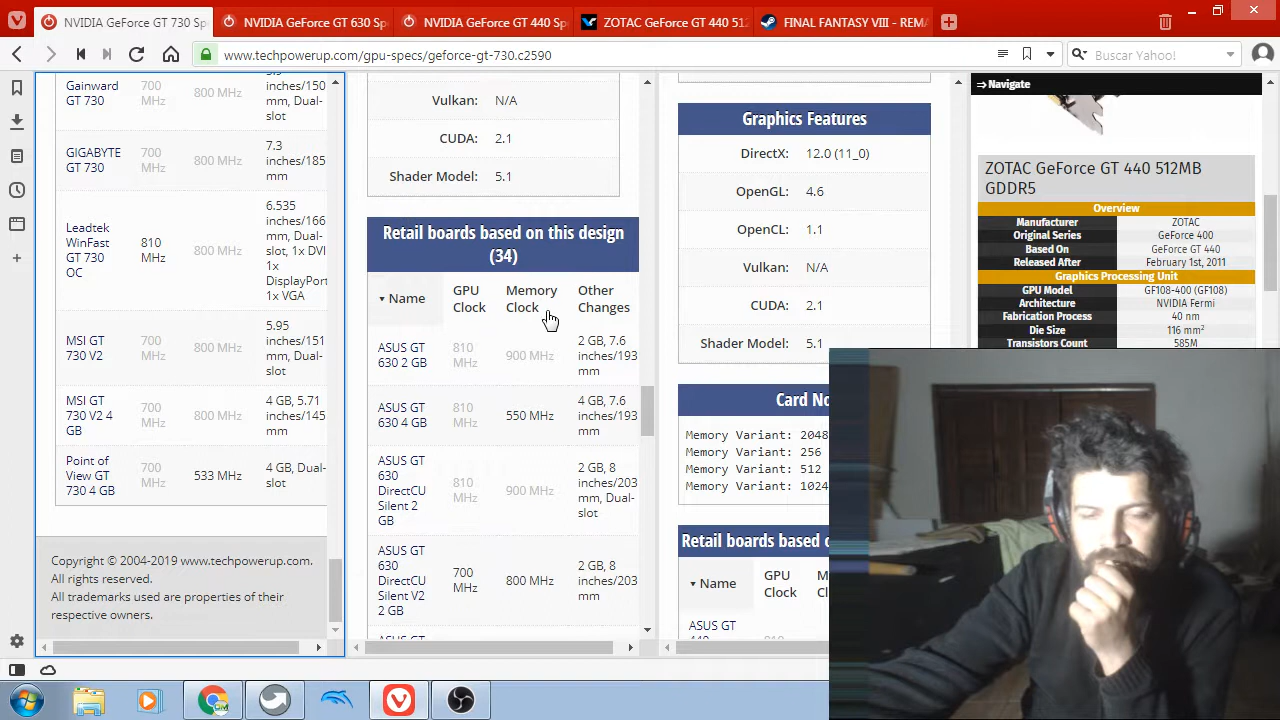 NVIDIA GeForce GT 730 Sp
NVIDIA GeForce GT 630 Sp
NVIDIA GeForce GT 440 Sp
ZOTAC GeForce GT 440 512
FINAL FANTASY VIII - REMA
www.techpowerup.com/gpu-specs/geforce-gt-730.c2590
Buscar Yahoo!
Gainward
GT 730
700
MHz
800 MHz
inches/150
mm, Dual-
slot
GIGABYTE
GT 730
700
MHz
800 MHz
7.3
inches/185
mm
Leadtek
WinFast
GT 730
OC
810
MHz
800 MHz
6.535
inches/166
mm, Dual-
slot, 1x DVI
1x
DisplayPort
1x VGA
MSI GT
730 V2
700
MHz
800 MHz
5.95
inches/151
mm, Dual-
slot
MSI GT
730 V2 4
GB
700
MHz
800 MHz
4 GB, 5.71
inches/145
mm
Point of
View GT
730 4 GB
700
MHz
533 MHz
4 GB, Dual-
slot
Copyright © 2004-2019 www.techpowerup.com.
All rights reserved.
All trademarks used are properties of their
respective owners.
Vulkan: N/A
CUDA: 2.1
Shader Model: 5.1
Retail boards based on this design
(34)
Name
GPU
Clock
Memory
Clock
Other
Changes
ASUS GT
630 2 GB
810
MHz
900 MHz
2 GB, 7.6
inches/193
mm
ASUS GT
630 4 GB
810
MHz
550 MHz
4 GB, 7.6
inches/193
mm
ASUS GT
630
DirectCU
Silent 2
GB
810
MHz
900 MHz
2 GB, 8
inches/203
mm, Dual-
slot
ASUS GT
630
DirectCU
Silent V2
2 GB
700
MHz
800 MHz
2 GB, 8
inches/203
mm, Dual-
Graphics Features
DirectX: 12.0 (11_0)
OpenGL: 4.6
OpenCL: 1.1
Vulkan: N/A
CUDA: 2.1
Shader Model: 5.1
Card No
Memory Variant: 2048
Memory Variant: 256
Memory Variant: 512
Memory Variant: 1024
Retail boards based o
Name
GPU
Clock
ASUS GT
Navigate
ZOTAC GeForce GT 440 512MB
GDDR5
Overview
Manufacturer ZOTAC
Original Series GeForce 400
Based On GeForce GT 440
Released After February 1st, 2011
Graphics Processing Unit
GPU Model GF108-400 (GF108)
Architecture NVIDIA Fermi
Fabrication Process 40 nm
Die Size 116 mm²
Transistors Count 585M